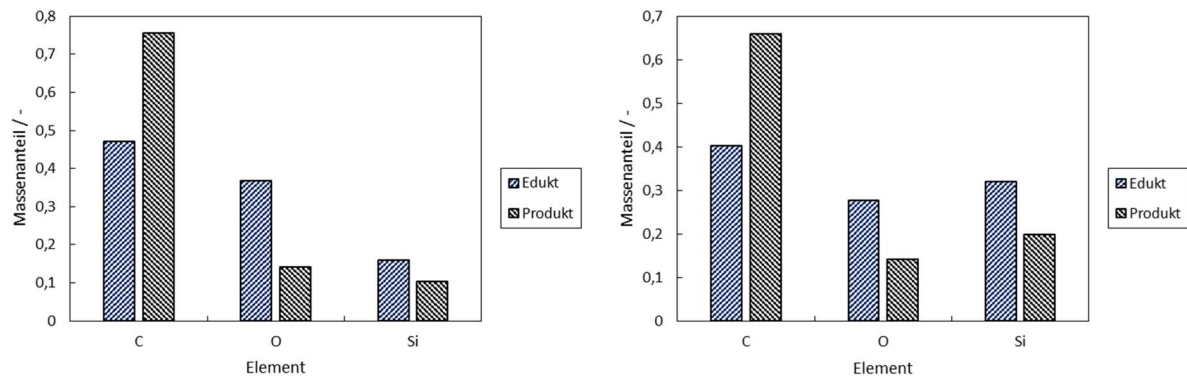 0,8
0,7
0,6
0,5
0,4
0,3
0,2
0,1
0
Massenanteil / -
C O Si
Element
Edukt
Produkt
0,7
0,6
0,5
0,4
0,3
0,2
0,1
0
Massenanteil / -
C O Si
Element
Edukt
Produkt